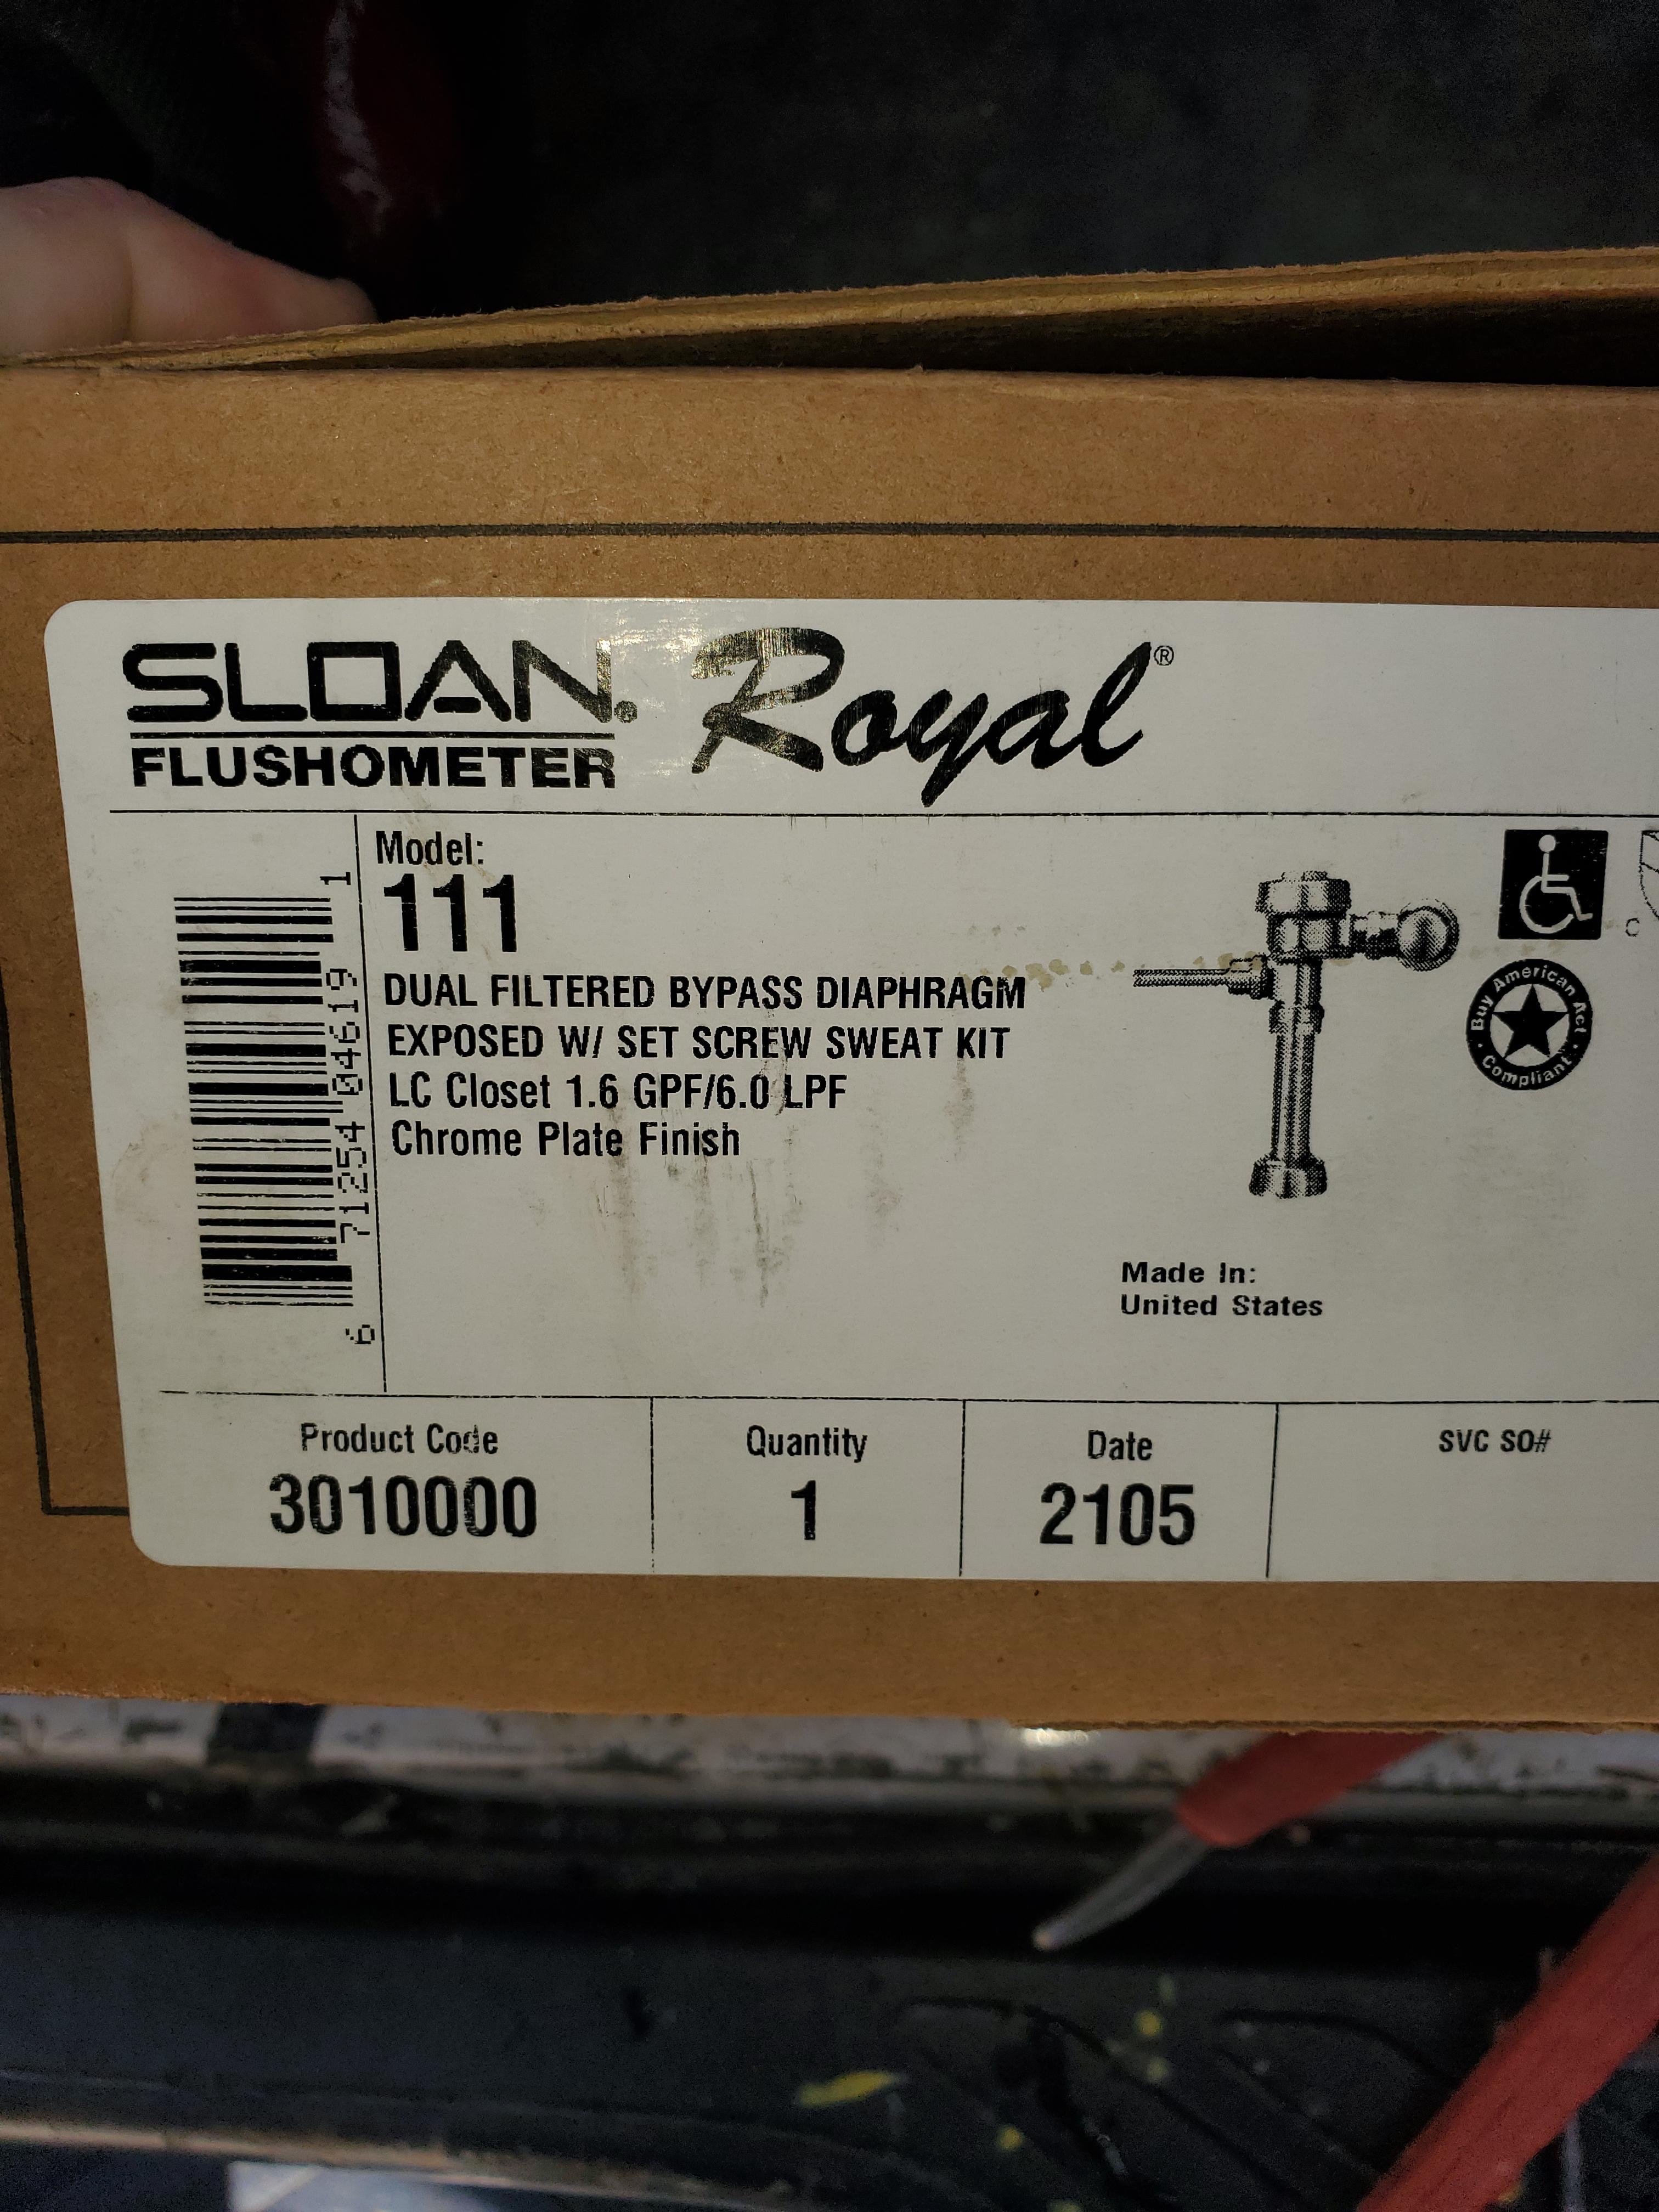 SLOAN.
FLUSHOMETER
Royal®
Model:
111
DUAL FILTERED BYPASS DIAPHRAGM
EXPOSED W/ SET SCREW SWEAT KIT
LC Closet 1.6 GPF/6.0 LPF
Chrome Plate Finish
6 71254 04619 1
Buy American Act
Compliant
C
Made In:
United States
Product Code
3010000
Quantity
1
Date
2105
SVC SO#